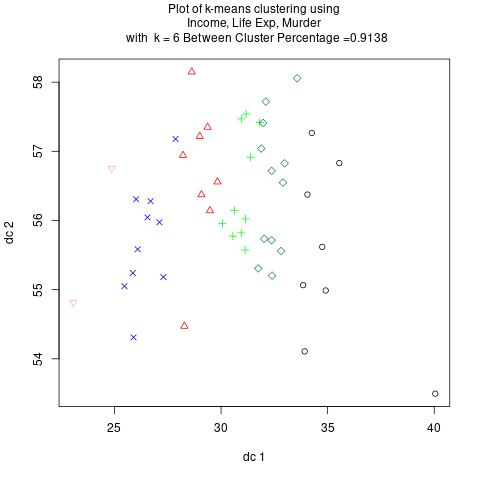 Plot of k-means clustering using
Income, Life Exp, Murder
with k = 6 Between Cluster Percentage =0.9138
58
57
56
55
54
dc 2
25
30
35
40
dc 1